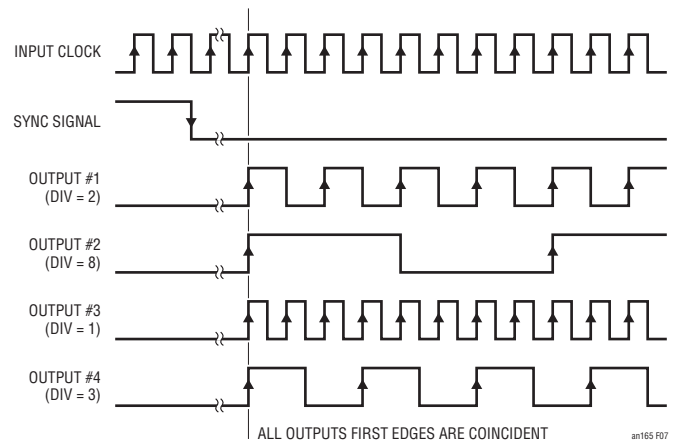 INPUT CLOCK
SYNC SIGNAL
OUTPUT #1
(DIV = 2)
OUTPUT #2
(DIV = 8)
OUTPUT #3
(DIV = 1)
OUTPUT #4
(DIV = 3)
ALL OUTPUTS FIRST EDGES ARE COINCIDENT
an165 F07